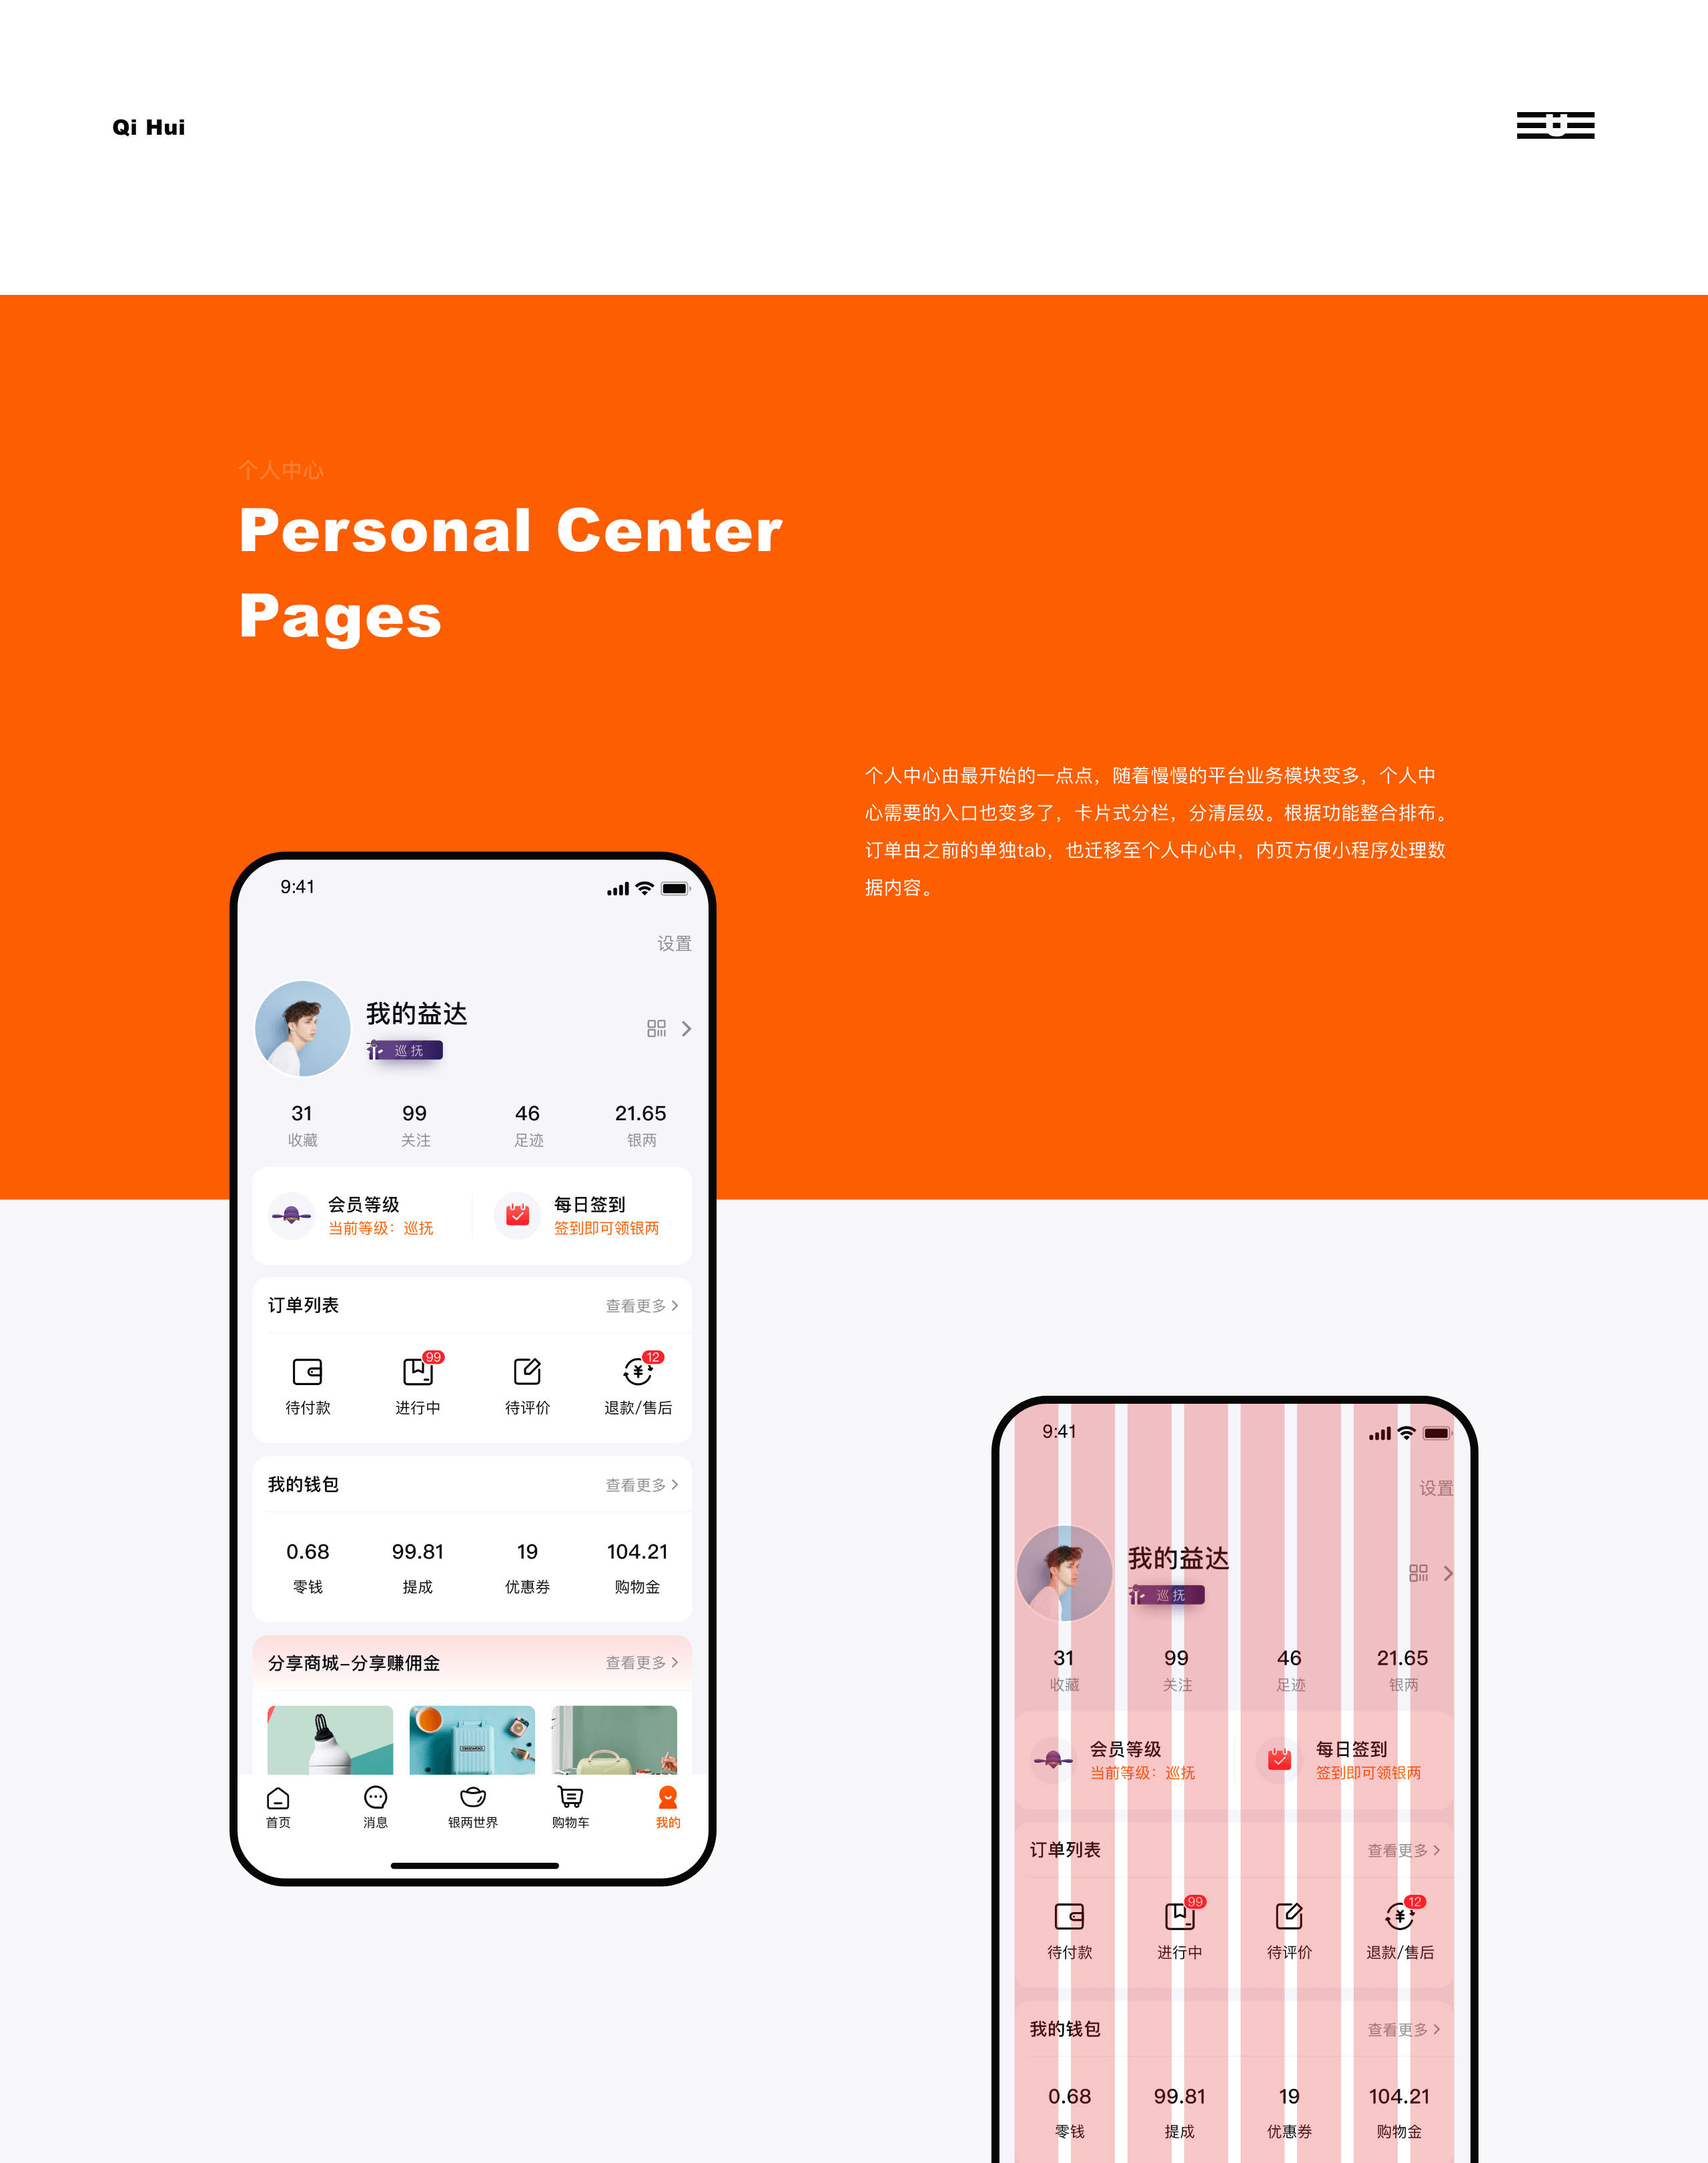 Qi Hui
U
个人中心
Personal Center
Pages
个人中心由最开始的一点点，随着慢慢的平台业务模块变多，个人中
心需要的入口也变多了，卡片式分栏，分清层级。根据功能整合排布。
订单由之前的单独tab，也迁移至个人中心中，内页方便小程序处理数
据内容。
9:41
设置
我的益达
巡抚
31 99 46 21.65
收藏 关注 足迹 银两
会员等级 每日签到
当前等级：巡抚 签到即可领银两
订单列表 查看更多
99 12
待付款 进行中 待评价 退款/售后
我的钱包 查看更多
0.68 99.81 19 104.21
零钱 提成 优惠券 购物金
分享商城–分享赚佣金 查看更多
首页 消息 银两世界 购物车 我的
9:41
设置
我的益达
巡抚
31 99 46 21.65
收藏 关注 足迹 银两
会员等级 每日签到
当前等级：巡抚 签到即可领银两
订单列表 查看更多
99 12
待付款 进行中 待评价 退款/售后
我的钱包 查看更多
0.68 99.81 19 104.21
零钱 提成 优惠券 购物金